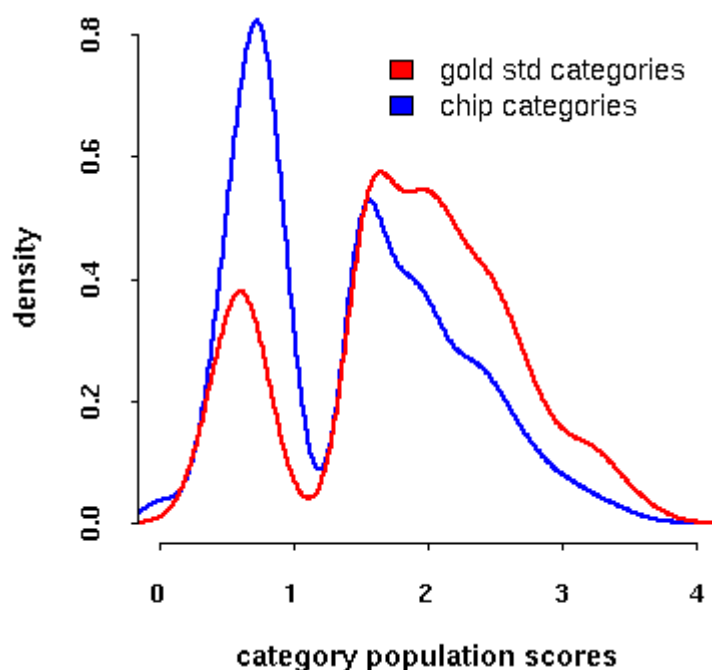 0.8
gold std categories
chip categories
0.6
density
0.4
0.2
0.0
0 1 2 3 4
category population scores